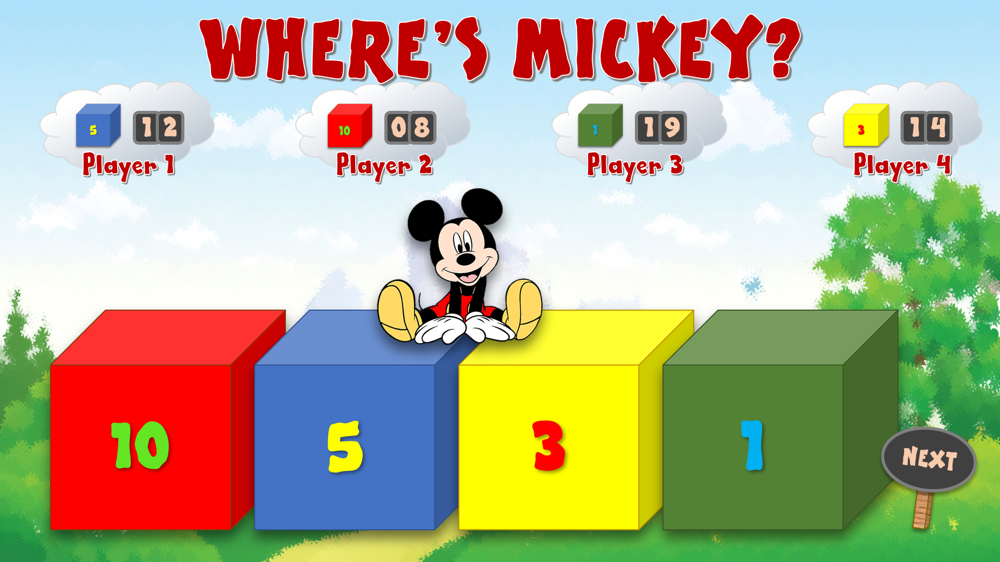 WHERE'S MICKEY?
5 12 10 08 1 19 3 14
Player 1 Player 2 Player 3 Player 4
10 5 3 1
NEXT